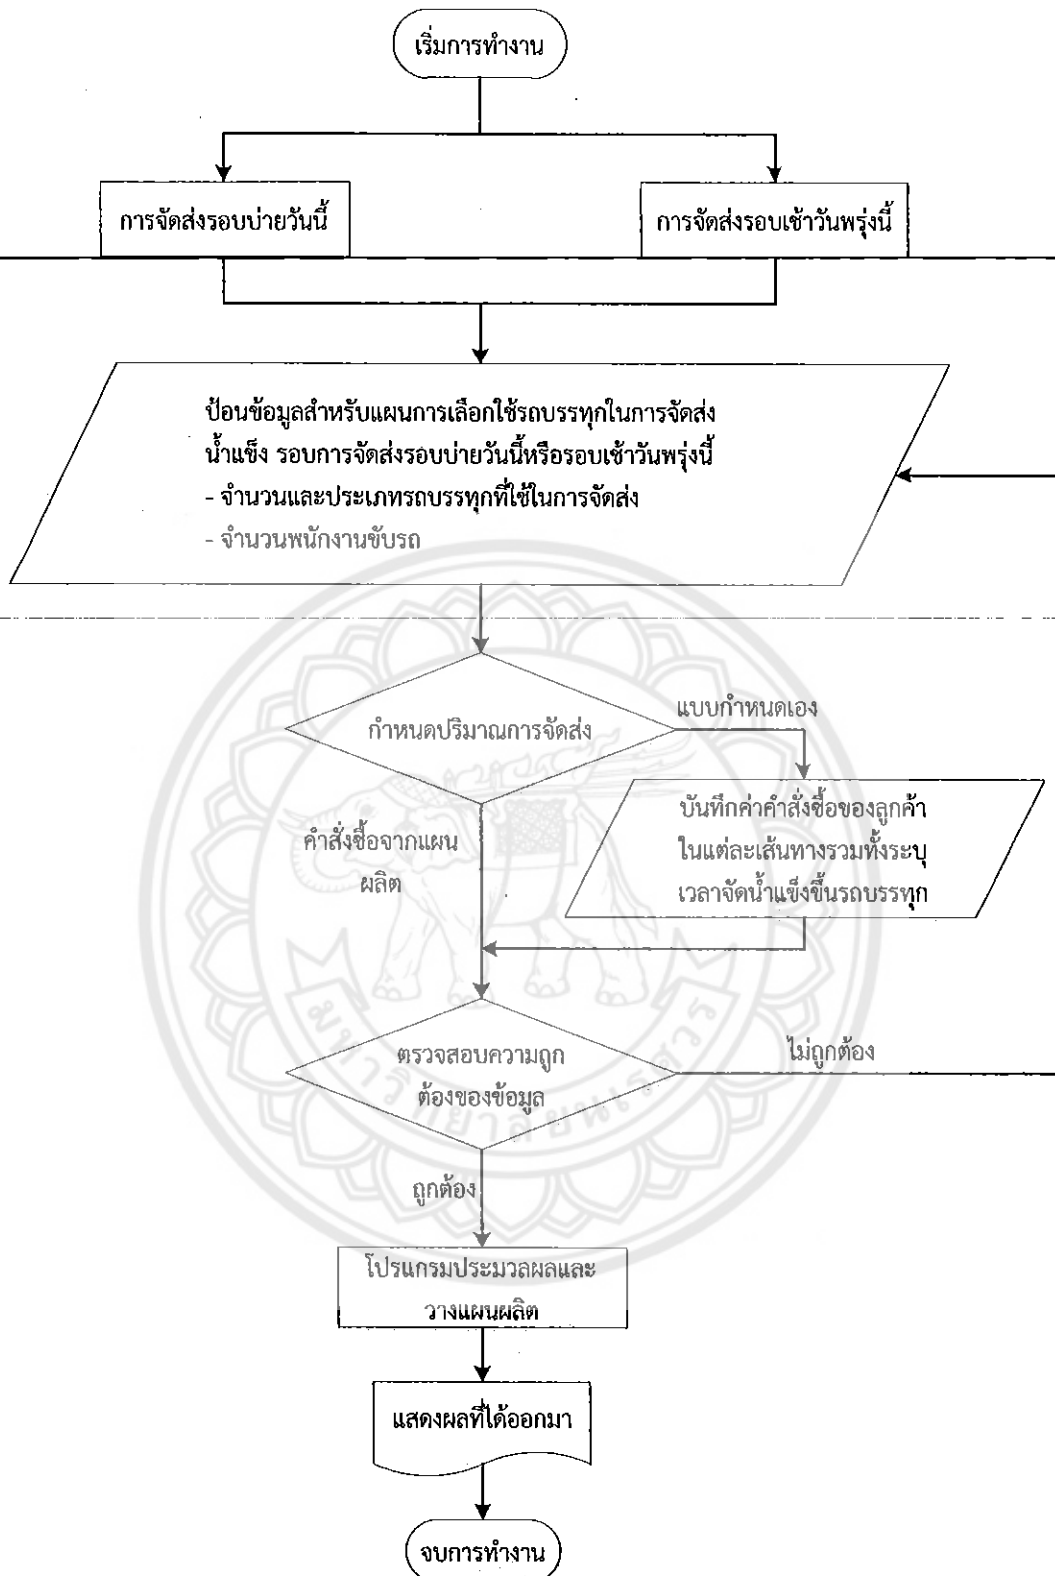 เริ่มการทำงาน
การจัดส่งรอบบ่ายวันนี้
การจัดส่งรอบเช้าวันพรุ่งนี้
ป้อนข้อมูลสำหรับแผนการเลือกใช้รถบรรทุกในการจัดส่ง
น้ำแข็ง รอบการจัดส่งรอบบ่ายวันนี้หรือรอบเช้าวันพรุ่งนี้
- จำนวนและประเภทรถบรรทุกที่ใช้ในการจัดส่ง
- จำนวนพนักงานขับรถ
กำหนดปริมาณการจัดส่ง
แบบกำหนดเอง
บันทึกค่าคำสั่งซื้อของลูกค้า
ในแต่ละเส้นทางรวมทั้งระบุ
เวลาจัดน้ำแข็งขึ้นรถบรรทุก
คำสั่งซื้อจากแผน
ผลิต
ตรวจสอบความถูก
ต้องของข้อมูล
ไม่ถูกต้อง
มหาวิทยาลัยนเรศวร
ถูกต้อง
โปรแกรมประมวลผลและ
วางแผนผลิต
แสดงผลที่ได้ออกมา
จบการทำงาน